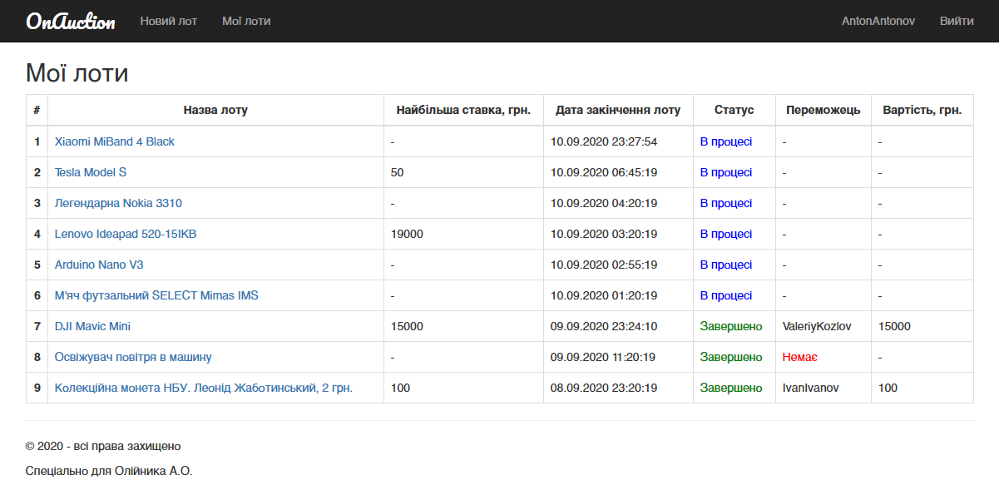 OnAuction Новий лот Мої лоти AntonAntonov Вийти
Мої лоти
# Назва лоту Найбільша ставка, грн. Дата закінчення лоту Статус Переможець Вартість, грн.
1 Xiaomi MiBand 4 Black - 10.09.2020 23:27:54 В процесі - -
2 Tesla Model S 50 10.09.2020 06:45:19 В процесі - -
3 Легендарна Nokia 3310 - 10.09.2020 04:20:19 В процесі - -
4 Lenovo Ideapad 520-15IKB 19000 10.09.2020 03:20:19 В процесі - -
5 Arduino Nano V3 - 10.09.2020 02:55:19 В процесі - -
6 М'яч футзальний SELECT Mimas IMS - 10.09.2020 01:20:19 В процесі - -
7 DJI Mavic Mini 15000 09.09.2020 23:24:10 Завершено ValeriyKozlov 15000
8 Освіжувач повітря в машину - 09.09.2020 11:20:19 Завершено Немає -
9 Колекційна монета НБУ. Леонід Жаботинський, 2 грн. 100 08.09.2020 23:20:19 Завершено IvanIvanov 100
© 2020 - всі права захищено
Спеціально для Олійника А.О.